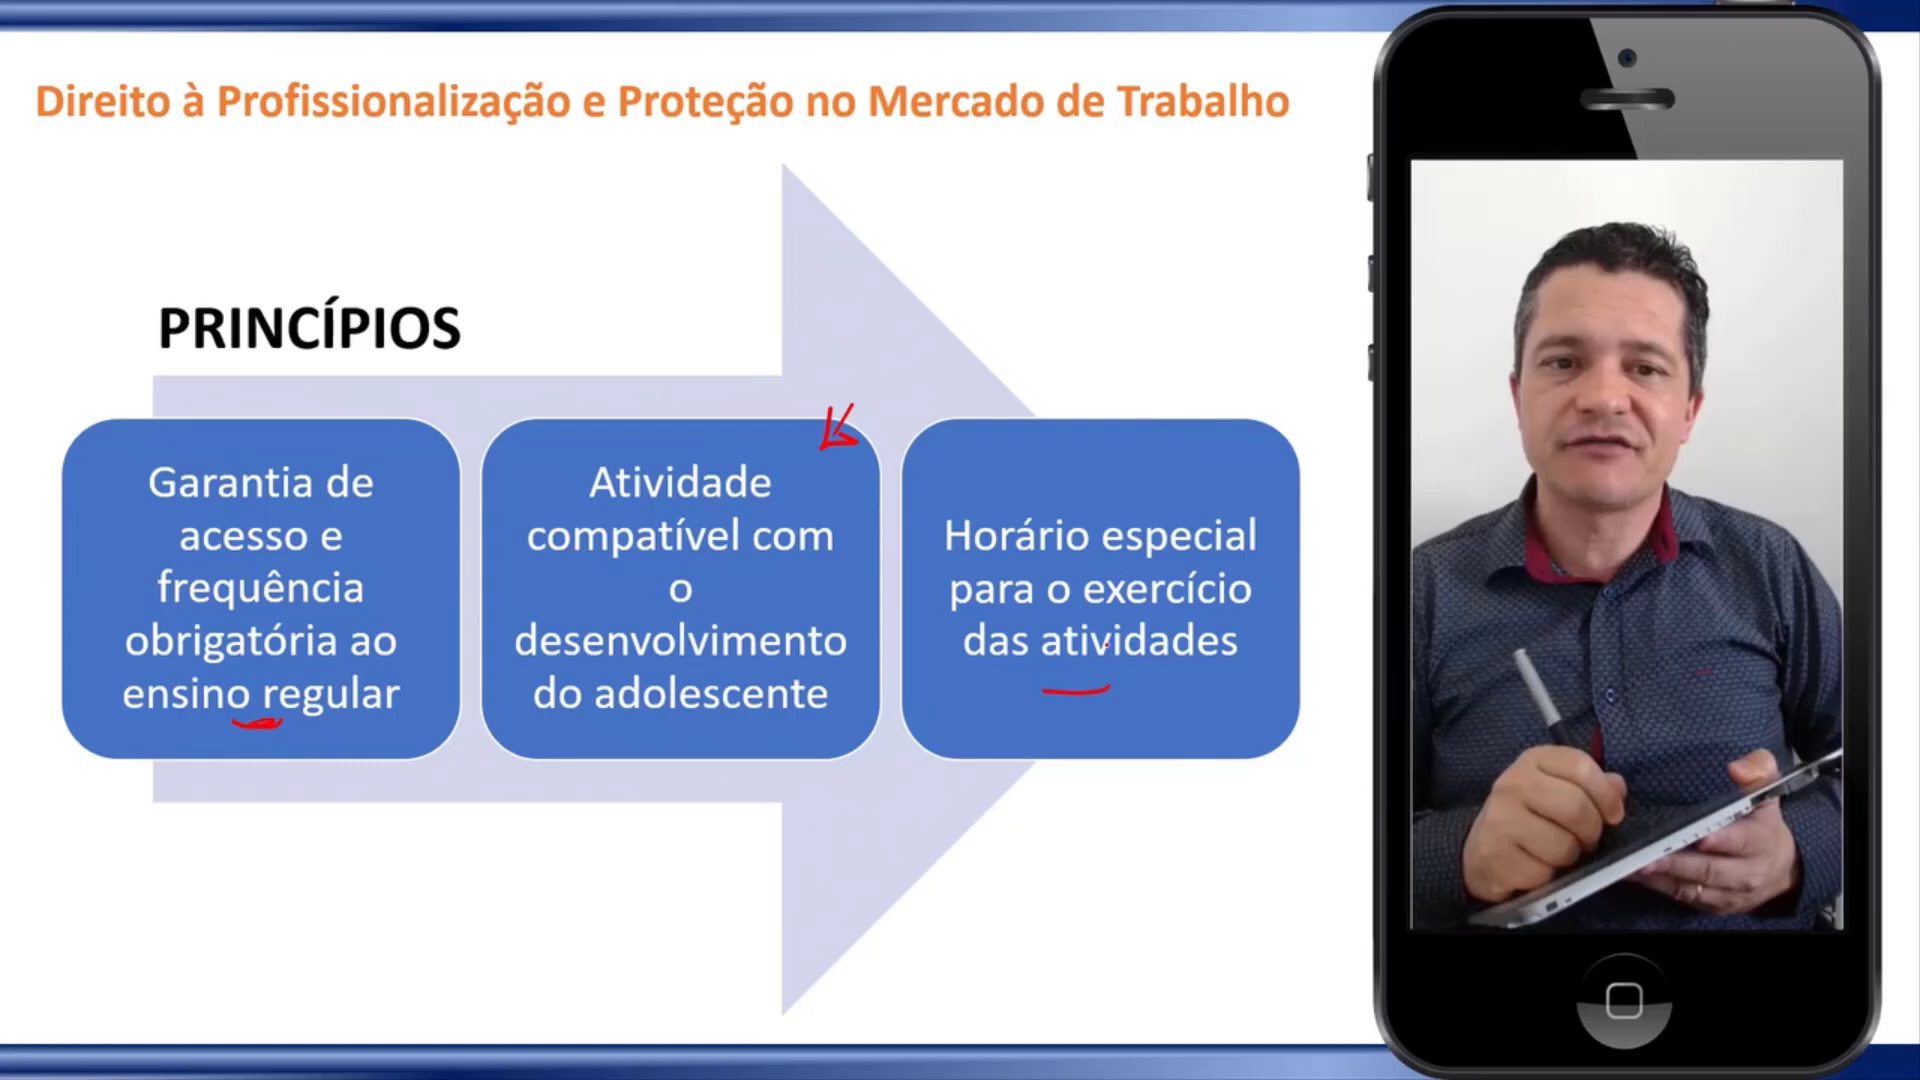 Direito à Profissionalização e Proteção no Mercado de Trabalho
PRINCÍPIOS
Garantia de
acesso e
frequência
obrigatória ao
ensino regular
Atividade
compatível com
o
desenvolvimento
do adolescente
Horário especial
para o exercício
das atividades